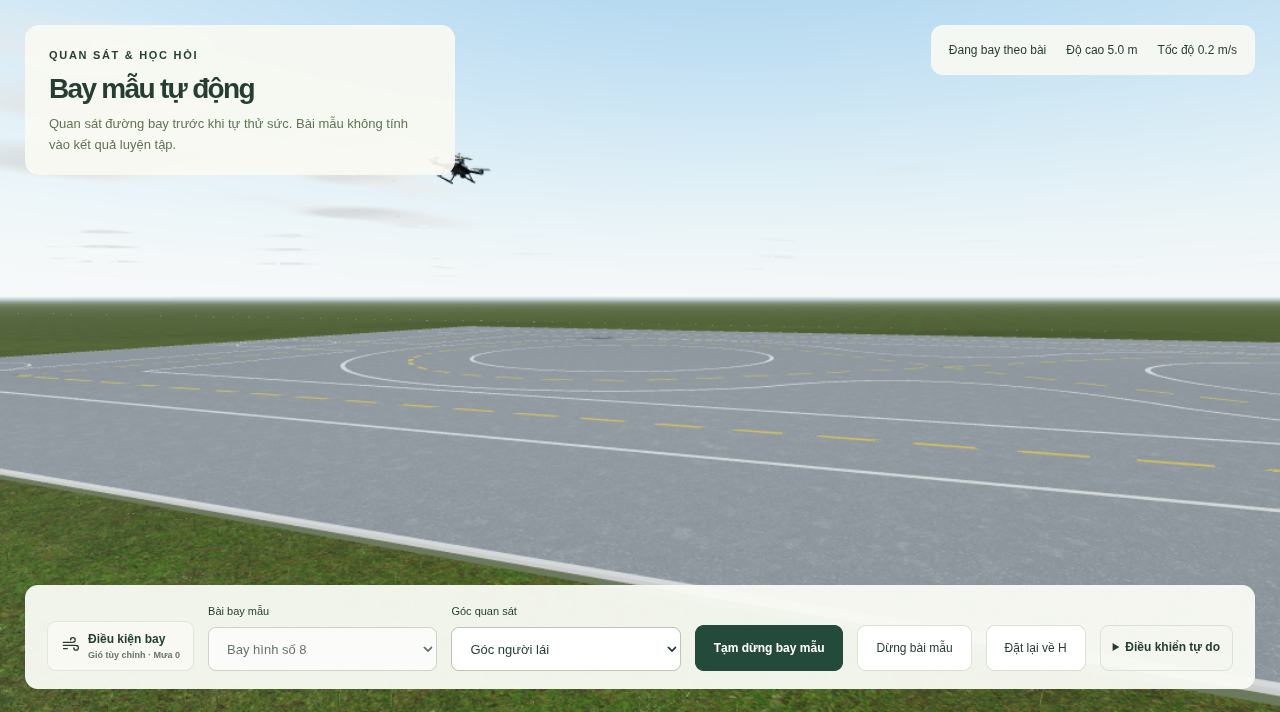 QUAN SÁT & HỌC HỎI
Bay mẫu tự động
Quan sát đường bay trước khi tự thử sức. Bài mẫu không tính
vào kết quả luyện tập.
Đang bay theo bài
Độ cao 5.0 m
Tốc độ 0.2 m/s
Điều kiện bay
Gió tùy chỉnh · Mưa 0
Bài bay mẫu
Bay hình số 8
Góc quan sát
Góc người lái
Tạm dừng bay mẫu
Dừng bài mẫu
Đặt lại về H
Điều khiển tự do